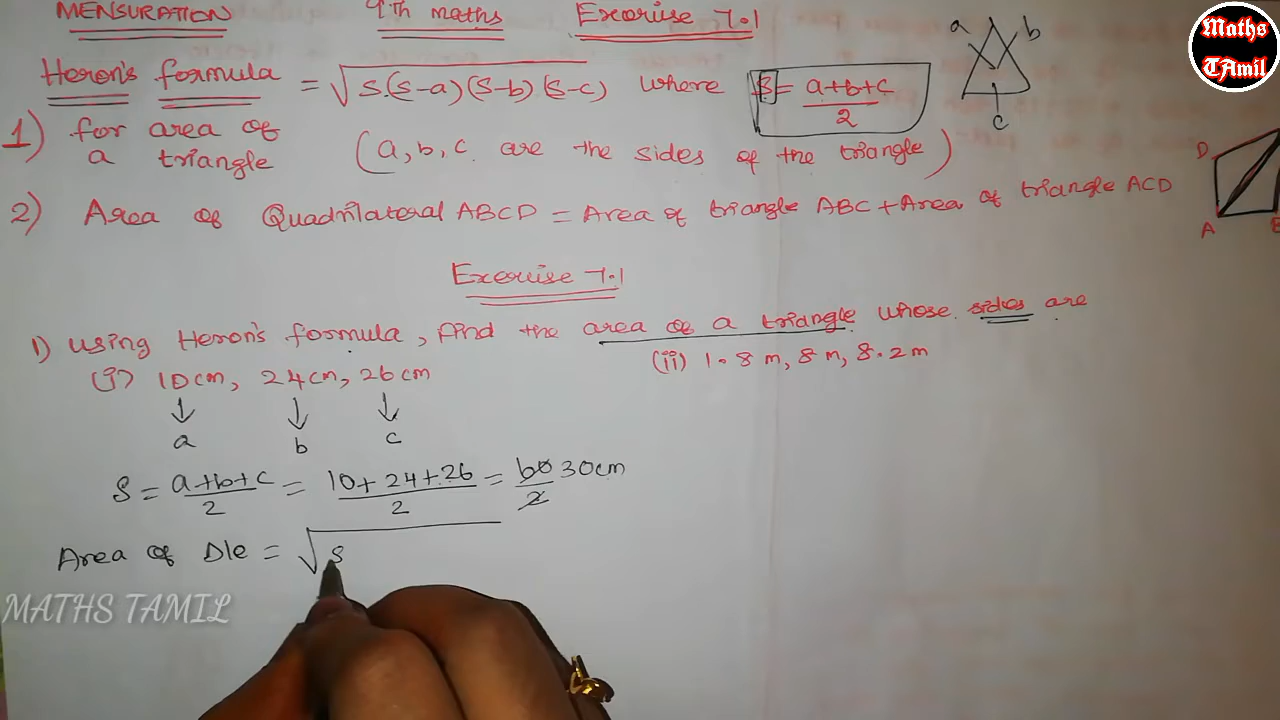 MENSURATION 9th maths Exercise 7.1
Maths
TAmil
Heron's formula = √s(s-a)(s-b)(s-c) where s = a+b+c/2
a b
c
1) for area of
a triangle
(a, b, c are the sides of the triangle)
2) Area of Quadrilateral ABCD = Area of triangle ABC + Area of triangle ACD
D
A B
Exercise 7.1
1) using Heron's formula, find the area of a triangle whose sides are
(i) 10cm, 24cm, 26cm (ii) 1.8 m, 8 m, 8.2 m
a b c
S = a+b+c/2 = 10+24+26/2 = 60/2 30cm
Area of Dle = √s
MATHS TAMIL